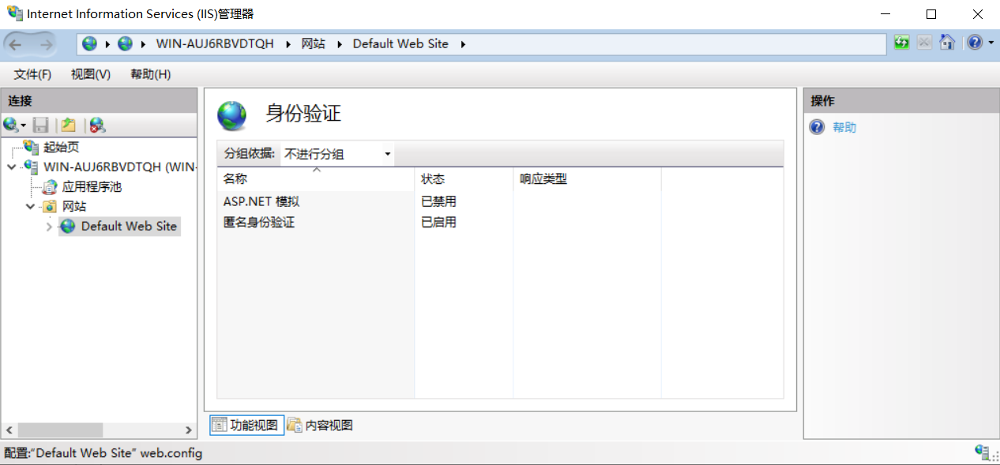 Internet Information Services (IIS)管理器
WIN-AUJ6RBVDTQH 网站 Default Web Site
文件(F) 视图(V) 帮助(H)
连接
起始页
WIN-AUJ6RBVDTQH (WIN-
应用程序池
网站
Default Web Site
身份验证
分组依据: 不进行分组
名称 状态 响应类型
ASP.NET 模拟 已禁用
匿名身份验证 已启用
功能视图 内容视图
操作
帮助
配置:“Default Web Site” web.config